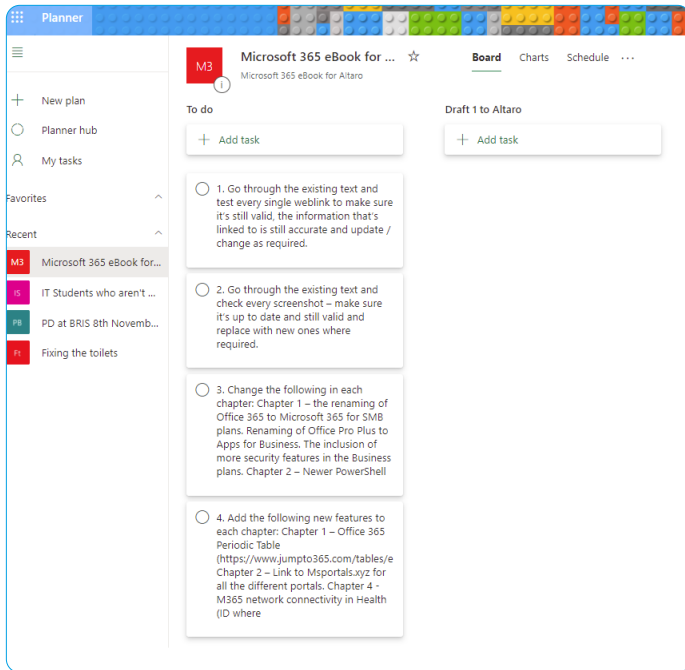 Planner
New plan
Planner hub
My tasks
Favorites
Recent
M3 Microsoft 365 eBook for...
IS IT Students who aren't ...
PB PD at BRIS 8th Novemb...
Ft Fixing the toilets
M3
Microsoft 365 eBook for ...
Microsoft 365 eBook for Altaro
Board Charts Schedule ...
To do
Add task
1. Go through the existing text and
test every single weblink to make sure
it's still valid, the information that's
linked to is still accurate and update /
change as required.
2. Go through the existing text and
check every screenshot – make sure
it's up to date and still valid and
replace with new ones where
required.
3. Change the following in each
chapter: Chapter 1 – the renaming of
Office 365 to Microsoft 365 for SMB
plans. Renaming of Office Pro Plus to
Apps for Business. The inclusion of
more security features in the Business
plans. Chapter 2 – Newer PowerShell
4. Add the following new features to
each chapter: Chapter 1 – Office 365
Periodic Table
(https://www.jumpto365.com/tables/e
Chapter 2 – Link to Msportals.xyz for
all the different portals. Chapter 4 -
M365 network connectivity in Health
(ID where
Draft 1 to Altaro
Add task